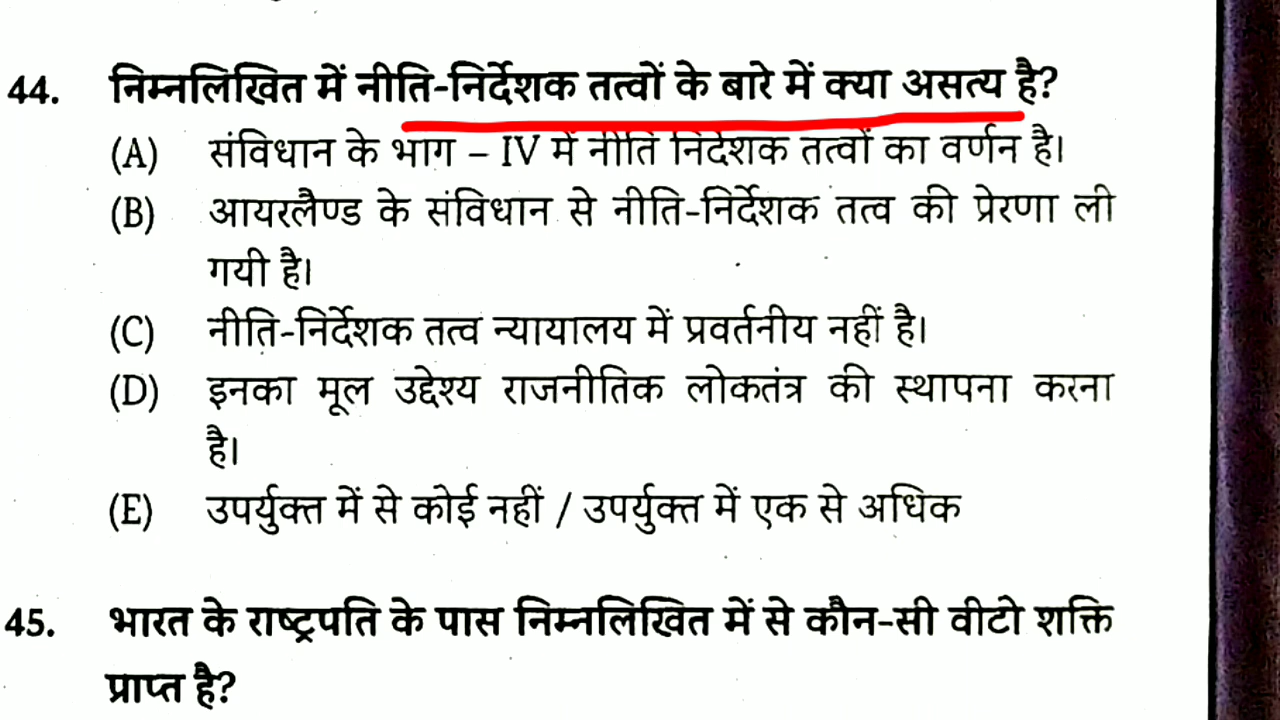 44. निम्नलिखित में नीति-निर्देशक तत्वों के बारे में क्या असत्य है?
(A) संविधान के भाग – IV में नीति निर्देशक तत्वों का वर्णन है।
(B) आयरलैण्ड के संविधान से नीति-निर्देशक तत्व की प्रेरणा ली
गयी है।
(C) नीति-निर्देशक तत्व न्यायालय में प्रवर्तनीय नहीं है।
(D) इनका मूल उद्देश्य राजनीतिक लोकतंत्र की स्थापना करना
है।
(E) उपर्युक्त में से कोई नहीं / उपर्युक्त में एक से अधिक
45. भारत के राष्ट्रपति के पास निम्नलिखित में से कौन-सी वीटो शक्ति
प्राप्त है?